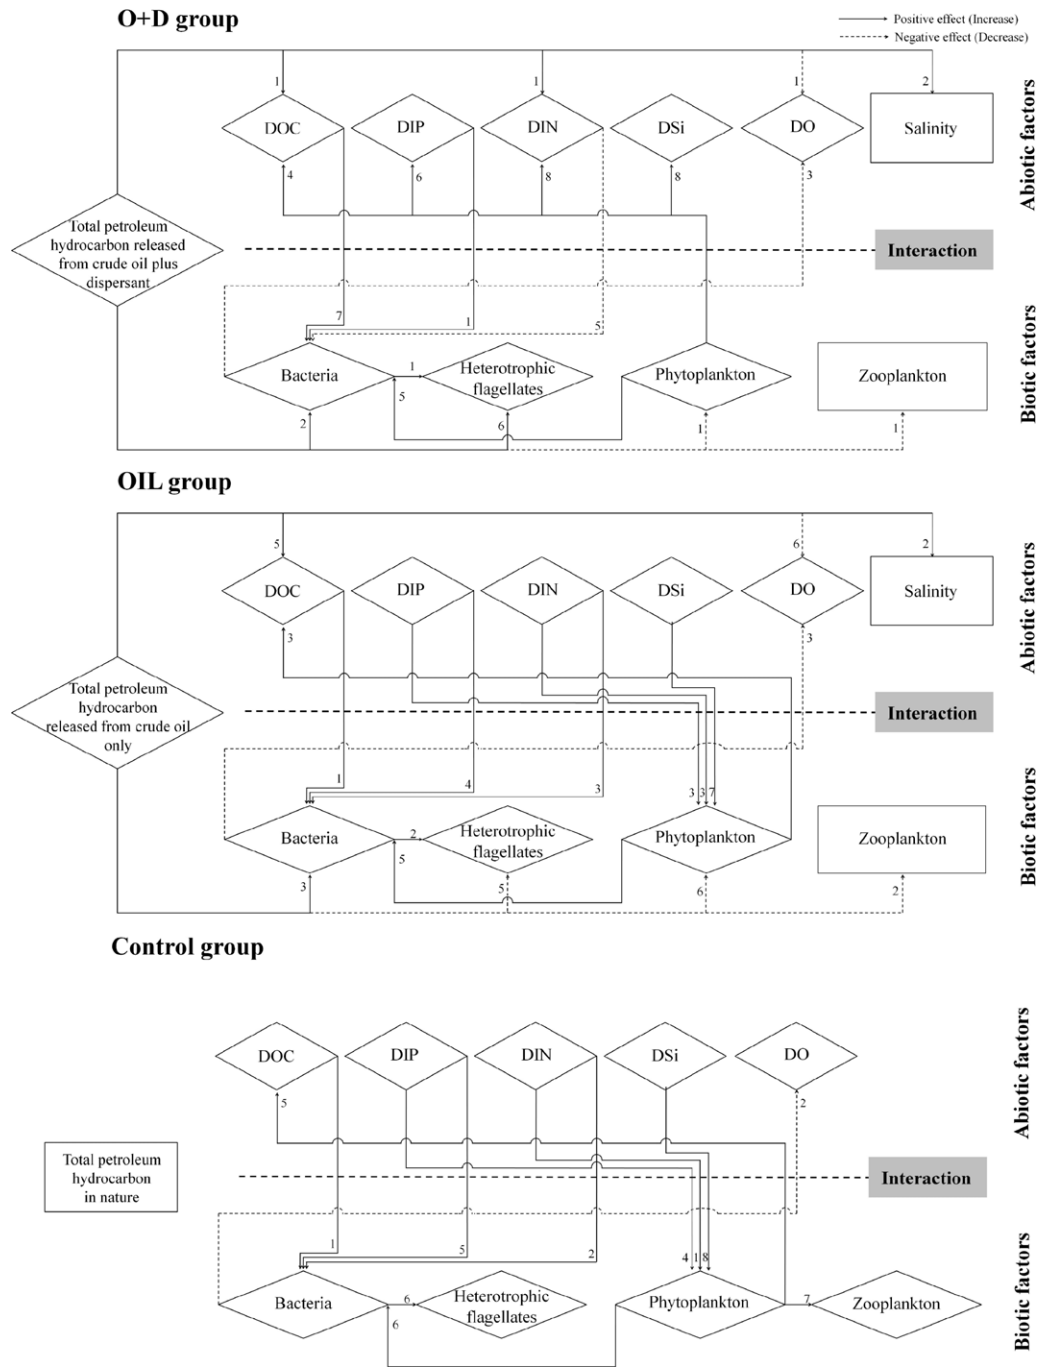 O+D group
Positive effect (Increase)
Negative effect (Decrease)
1
1
1
2
DOC
DIP
DIN
DSi
DO
Salinity
Abiotic factors
4
6
8
8
3
Total petroleum
hydrocarbon released
from crude oil plus
dispersant
Interaction
7
1
5
Bacteria
1
Heterotrophic
flagellates
Phytoplankton
Zooplankton
Biotic factors
5
2
6
1
1
OIL group
5
6
2
DOC
DIP
DIN
DSi
DO
Salinity
Abiotic factors
3
3
Total petroleum
hydrocarbon
released from crude oil
only
Interaction
1
4
3
3
3
7
Bacteria
2
Heterotrophic
flagellates
Phytoplankton
Zooplankton
Biotic factors
5
3
5
6
2
Control group
DOC
DIP
DIN
DSi
DO
Abiotic factors
5
2
Total petroleum
hydrocarbon
in nature
Interaction
1
5
2
4
1
8
Bacteria
6
Heterotrophic
flagellates
Phytoplankton
7
Zooplankton
Biotic factors
6